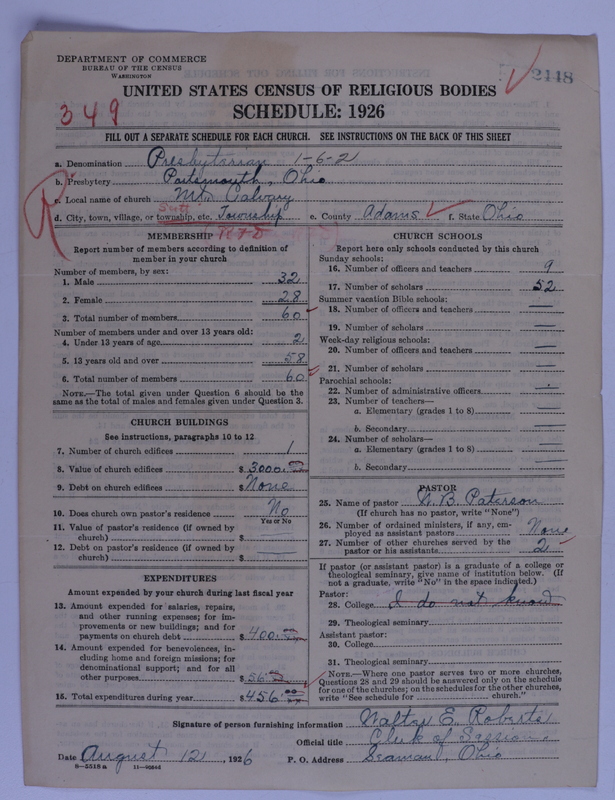 DEPARTMENT OF COMMERCE
BUREAU OF THE CENSUS
WASHINGTON
2448
UNITED STATES CENSUS OF RELIGIOUS BODIES
349
SCHEDULE: 1926
FILL OUT A SEPARATE SCHEDULE FOR EACH CHURCH. SEE INSTRUCTIONS ON THE BACK OF THIS SHEET
a. Denomination Presbytarian 1-6-2
b. Presbytery Portsmouth, Ohio
c. Local name of church Mt. Calvary
d. City, town, village, or township, etc. Township e. County Adams f. State Ohio
MEMBERSHIP RFD
Report number of members according to definition of
member in your church
Number of members, by sex:
1. Male 32
2. Female 28
3. Total number of members 60
Number of members under and over 13 years old:
4. Under 13 years of age 2
5. 13 years old and over 58
6. Total number of members 60
NOTE.—The total given under Question 6 should be
same as the total of males and females given under Question 3.
CHURCH BUILDINGS
See instructions, paragraphs 10 to 12
7. Number of church edifices 1
8. Value of church edifices $ 3000.
9. Debt on church edifices $ None
10. Does church own pastor's residence No
Yes or No
11. Value of pastor's residence (if owned by
church) $ —
12. Debt on pastor's residence (if owned by
church) $ —
EXPENDITURES
Amount expended by your church during last fiscal year
13. Amount expended for salaries, repairs,
and other running expenses; for im-
provements or new buildings; and for
payments on church debt $ 400.
14. Amount expended for benevolences, in-
cluding home and foreign missions; for
denominational support; and for all
other purposes $ 56.
15. Total expenditures during year $ 456.
CHURCH SCHOOLS
Report here only schools conducted by this church
Sunday schools:
16. Number of officers and teachers 9
17. Number of scholars 52
Summer vacation Bible schools:
18. Number of officers and teachers —
19. Number of scholars —
Week-day religious schools:
20. Number of officers and teachers —
21. Number of scholars —
Parochial schools:
22. Number of administrative officers
23. Number of teachers—
a. Elementary (grades 1 to 8) —
b. Secondary —
24. Number of scholars—
a. Elementary (grades 1 to 8) —
b. Secondary —
PASTOR
25. Name of pastor W. B. Paterson
(If church has no pastor, write "None")
26. Number of ordained ministers, if any, em-
ployed as assistant pastors None
27. Number of other churches served by the
pastor or his assistants 2
If pastor (or assistant pastor) is a graduate of a college or
theological seminary, give name of institution below. (If
not a graduate, write "No" in the space indicated.)
Pastor:
28. College I do not know
29. Theological seminary
Assistant pastor:
30. College
31. Theological seminary
NOTE.—Where one pastor serves two or more churches,
Questions 28 and 29 should be answered only on the schedule
for one of the churches; on the schedules for the other churches,
write "See schedule for church."
Signature of person furnishing information Walter E. Roberts
Official title Clerk of Session
Date August 12, 1926 P. O. Address Seaman, Ohio
8-5518a